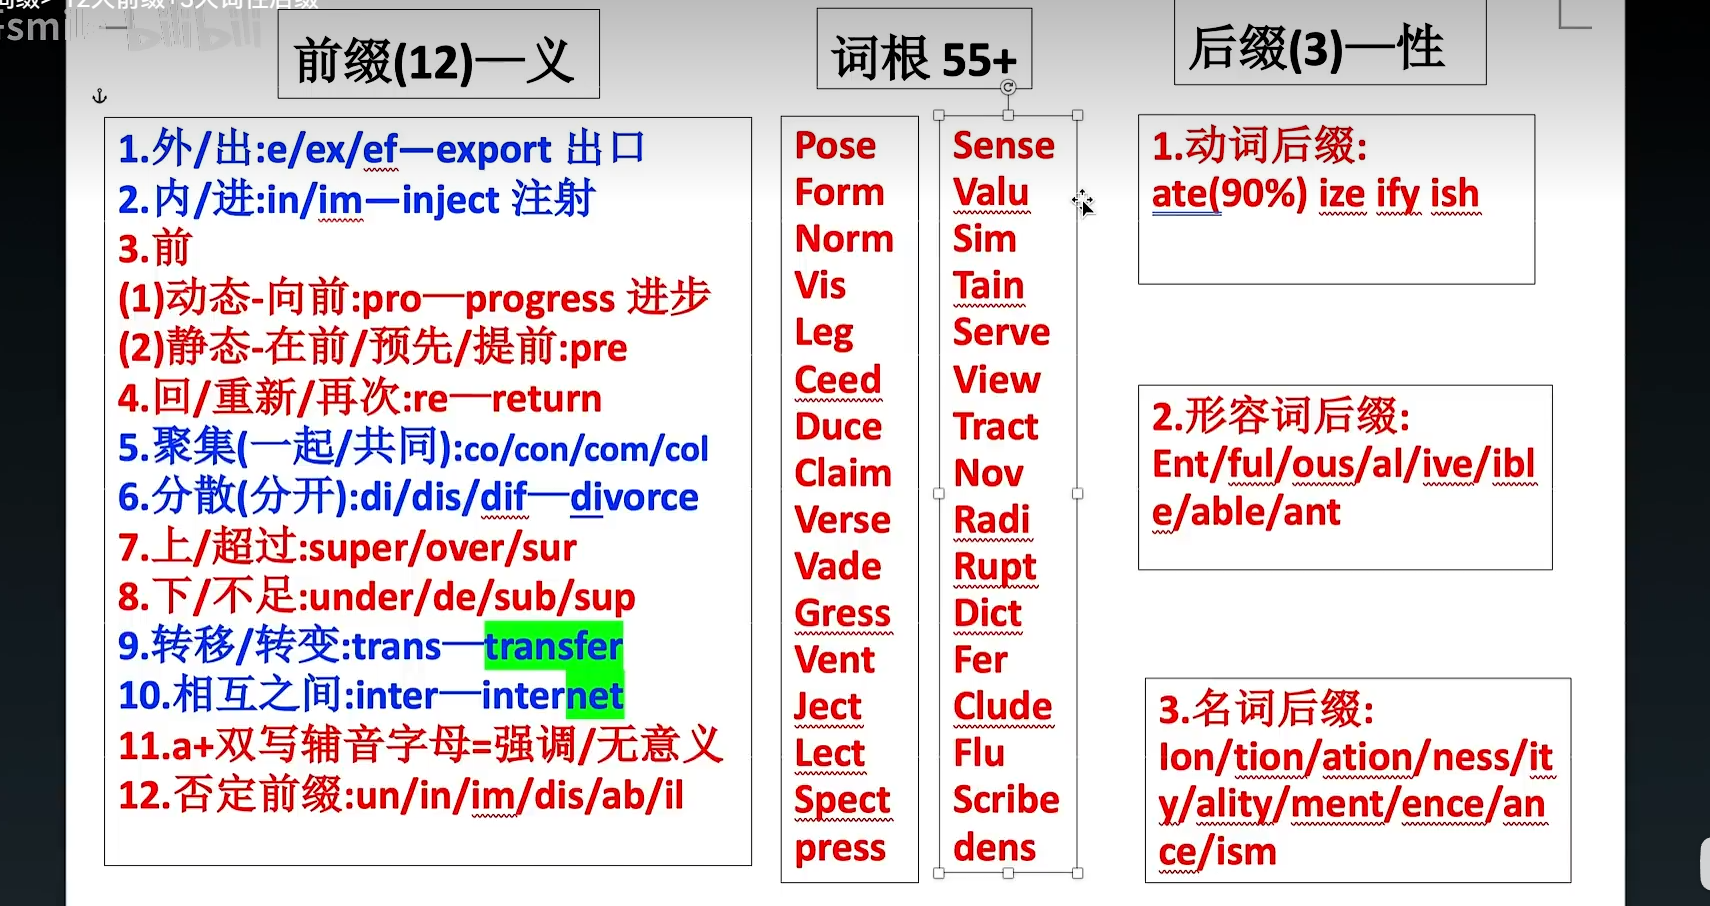 bilibili
前缀(12)—义
1.外/出:e/ex/ef—export 出口
2.内/进:in/im—inject 注射
3.前
(1)动态-向前:pro—progress 进步
(2)静态-在前/预先/提前:pre
4.回/重新/再次:re—return
5.聚集(一起/共同):co/con/com/col
6.分散(分开):di/dis/dif—divorce
7.上/超过:super/over/sur
8.下/不足:under/de/sub/sup
9.转移/转变:trans—transfer
10.相互之间:inter—internet
11.a+双写辅音字母=强调/无意义
12.否定前缀:un/in/im/dis/ab/il
词根 55+
Pose
Form
Norm
Vis
Leg
Ceed
Duce
Claim
Verse
Vade
Gress
Vent
Ject
Lect
Spect
press
Sense
Valu
Sim
Tain
Serve
View
Tract
Nov
Radi
Rupt
Dict
Fer
Clude
Flu
Scribe
dens
后缀(3)—性
1.动词后缀:
ate(90%) ize ify ish
2.形容词后缀:
Ent/ful/ous/al/ive/ibl
e/able/ant
3.名词后缀:
Ion/tion/ation/ness/it
y/ality/ment/ence/an
ce/ism